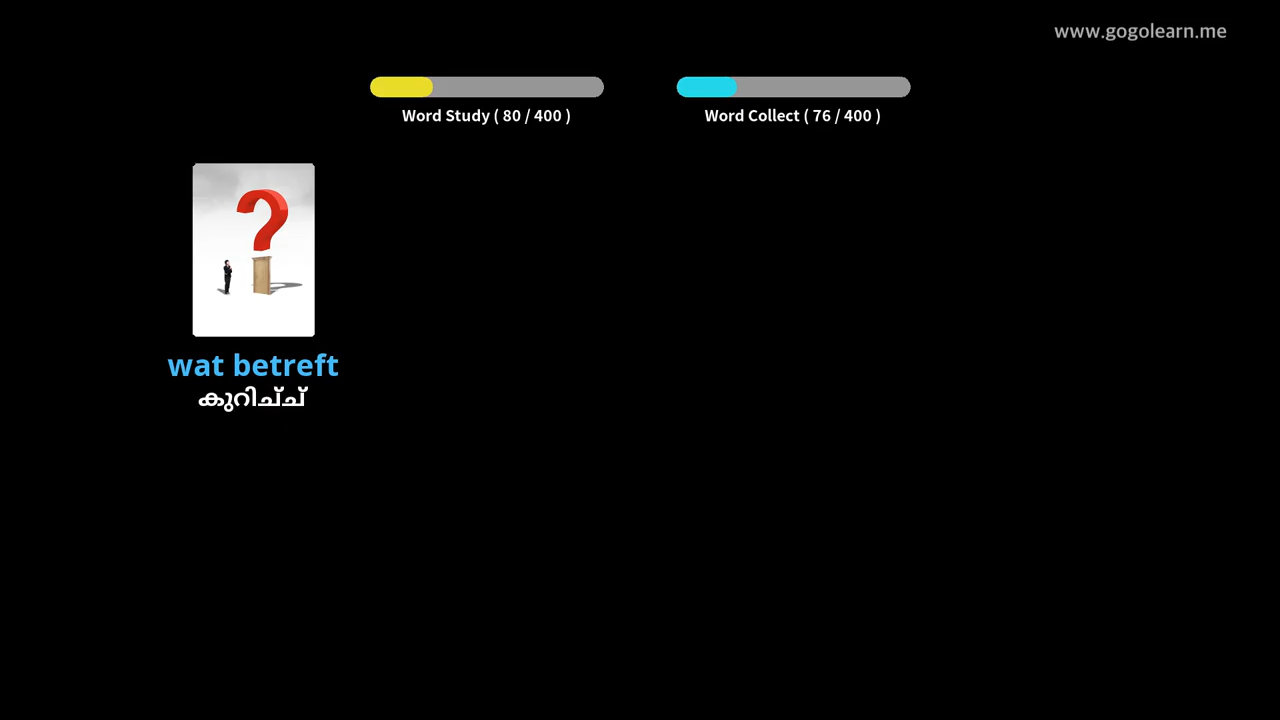 www.gogolearn.me
Word Study ( 80 / 400 )
Word Collect ( 76 / 400 )
wat betreft
കുറിച്ച്